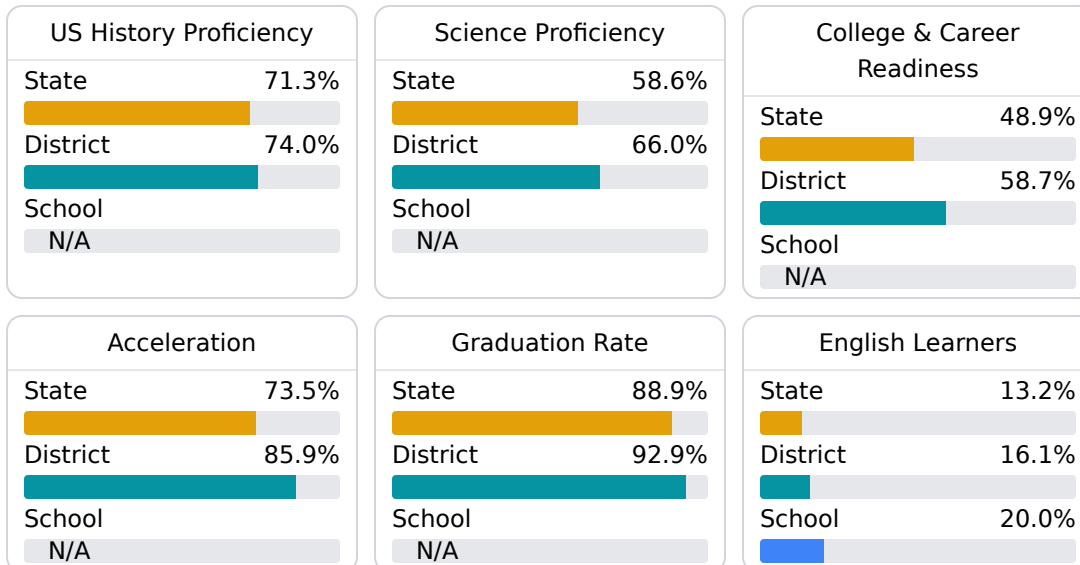 US History Proficiency
State 71.3%
District 74.0%
School
N/A
Science Proficiency
State 58.6%
District 66.0%
School
N/A
College & Career
Readiness
State 48.9%
District 58.7%
School
N/A
Acceleration
State 73.5%
District 85.9%
School
N/A
Graduation Rate
State 88.9%
District 92.9%
School
N/A
English Learners
State 13.2%
District 16.1%
School 20.0%